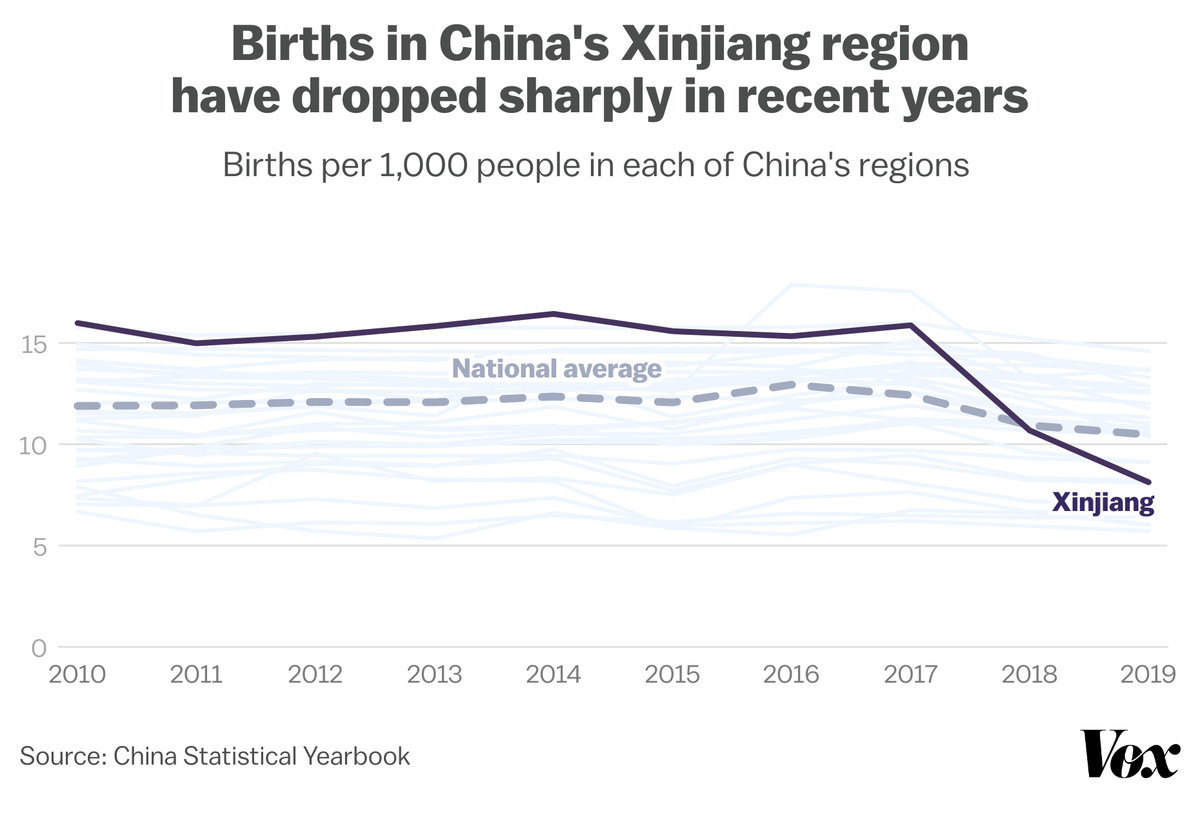 Births in China's Xinjiang region
have dropped sharply in recent years
Births per 1,000 people in each of China's regions
15
National average
10
Xinjiang
5
0
2010 2011 2012 2013 2014 2015 2016 2017 2018 2019
Source: China Statistical Yearbook
Vox